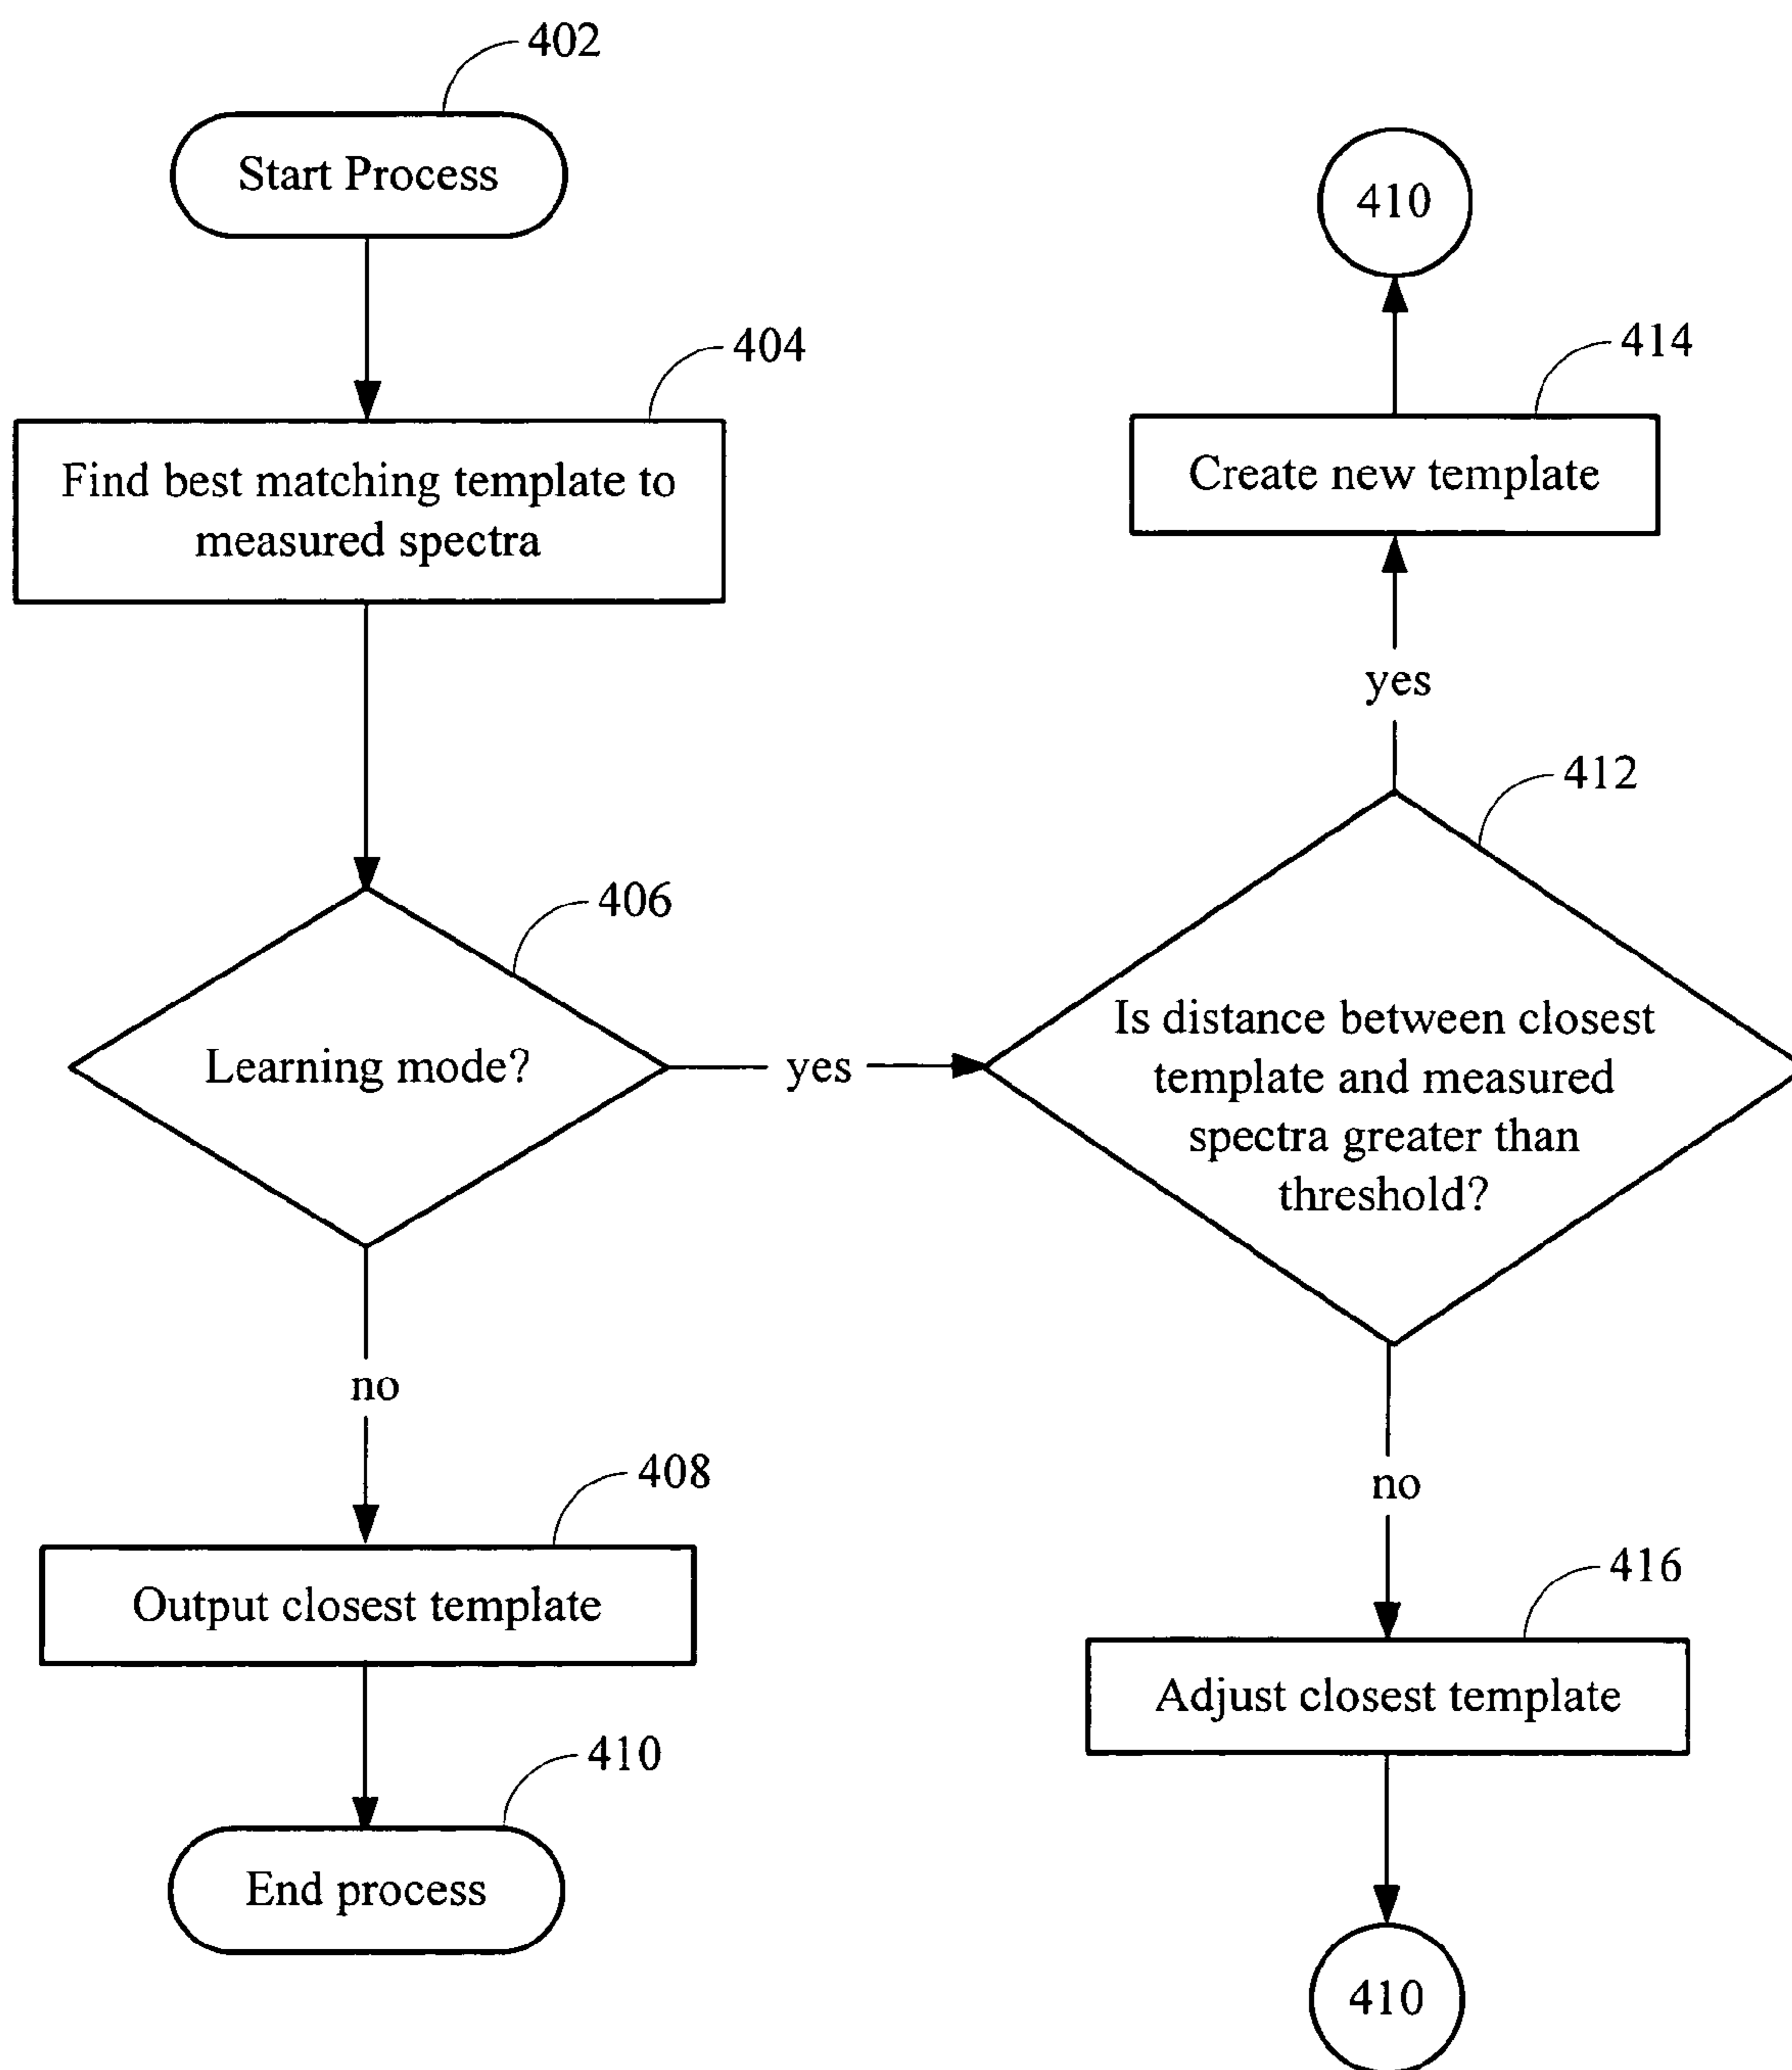 402
Start Process
404
Find best matching template to
measured spectra
406
Learning mode?
yes
no
408
Output closest template
410
End process
410
414
Create new template
yes
412
Is distance between closest
template and measured
spectra greater than
threshold?
no
416
Adjust closest template
410